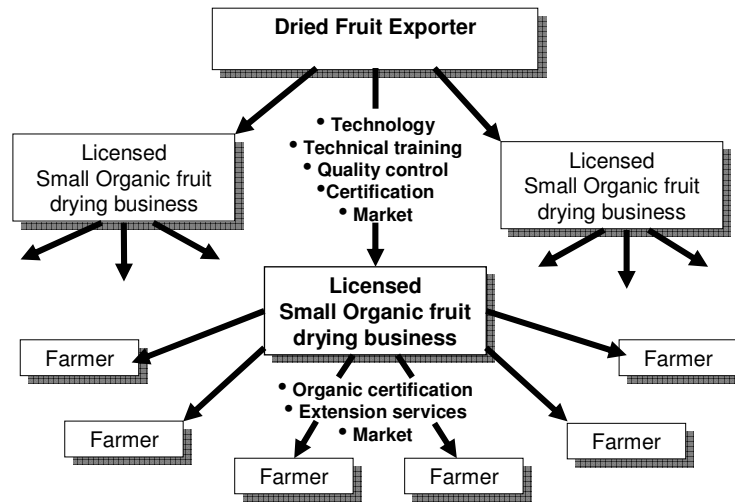 Dried Fruit Exporter
• Technology
• Technical training
• Quality control
•Certification
• Market
Licensed
Small Organic fruit
drying business
Licensed
Small Organic fruit
drying business
Licensed
Small Organic fruit
drying business
Farmer
Farmer
• Organic certification
• Extension services
• Market
Farmer
Farmer
Farmer
Farmer